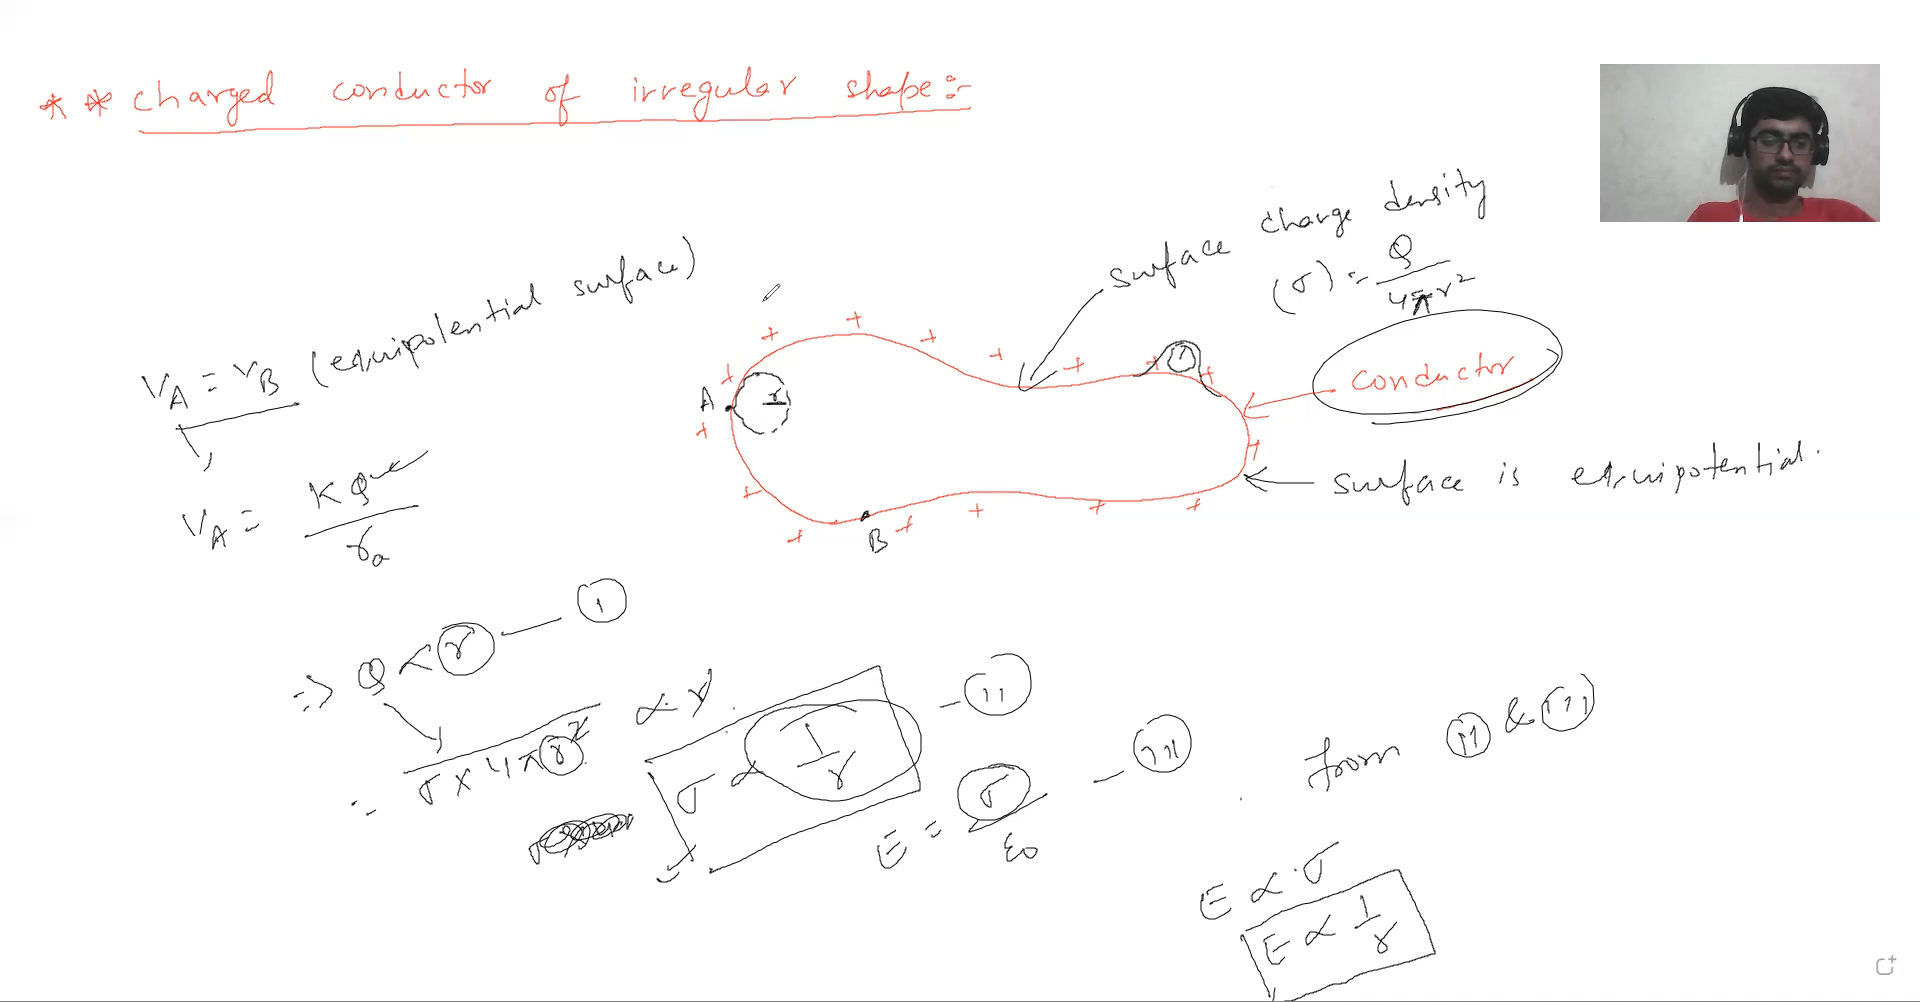 ** charged conductor of irregular shape:-
surface charge density
(σ) = Q / 4πr²
VA = VB (equipotential surface)
conductor
A
r
surface is equipotential.
B
VA = KQ / ra
=> Q ∝ r — (i)
= σ x 4πr² ∝ r
σ ∝ 1/r - (ii)
E = σ/ε0 - (iii)
from (ii) & (iii)
E ∝ σ
E ∝ 1/r